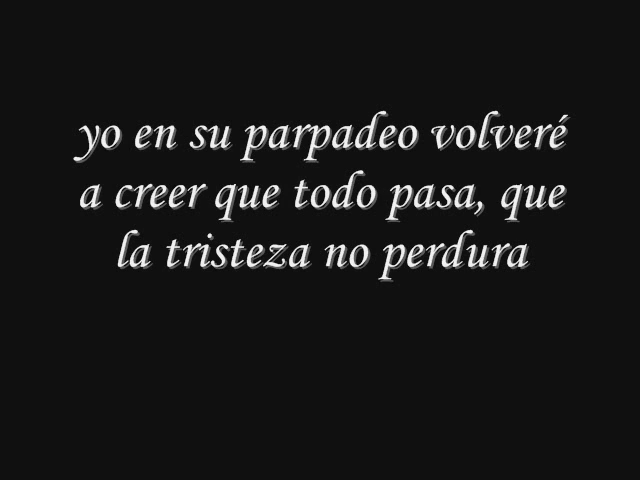 yo en su parpadeo volveré
a creer que todo pasa, que
la tristeza no perdura